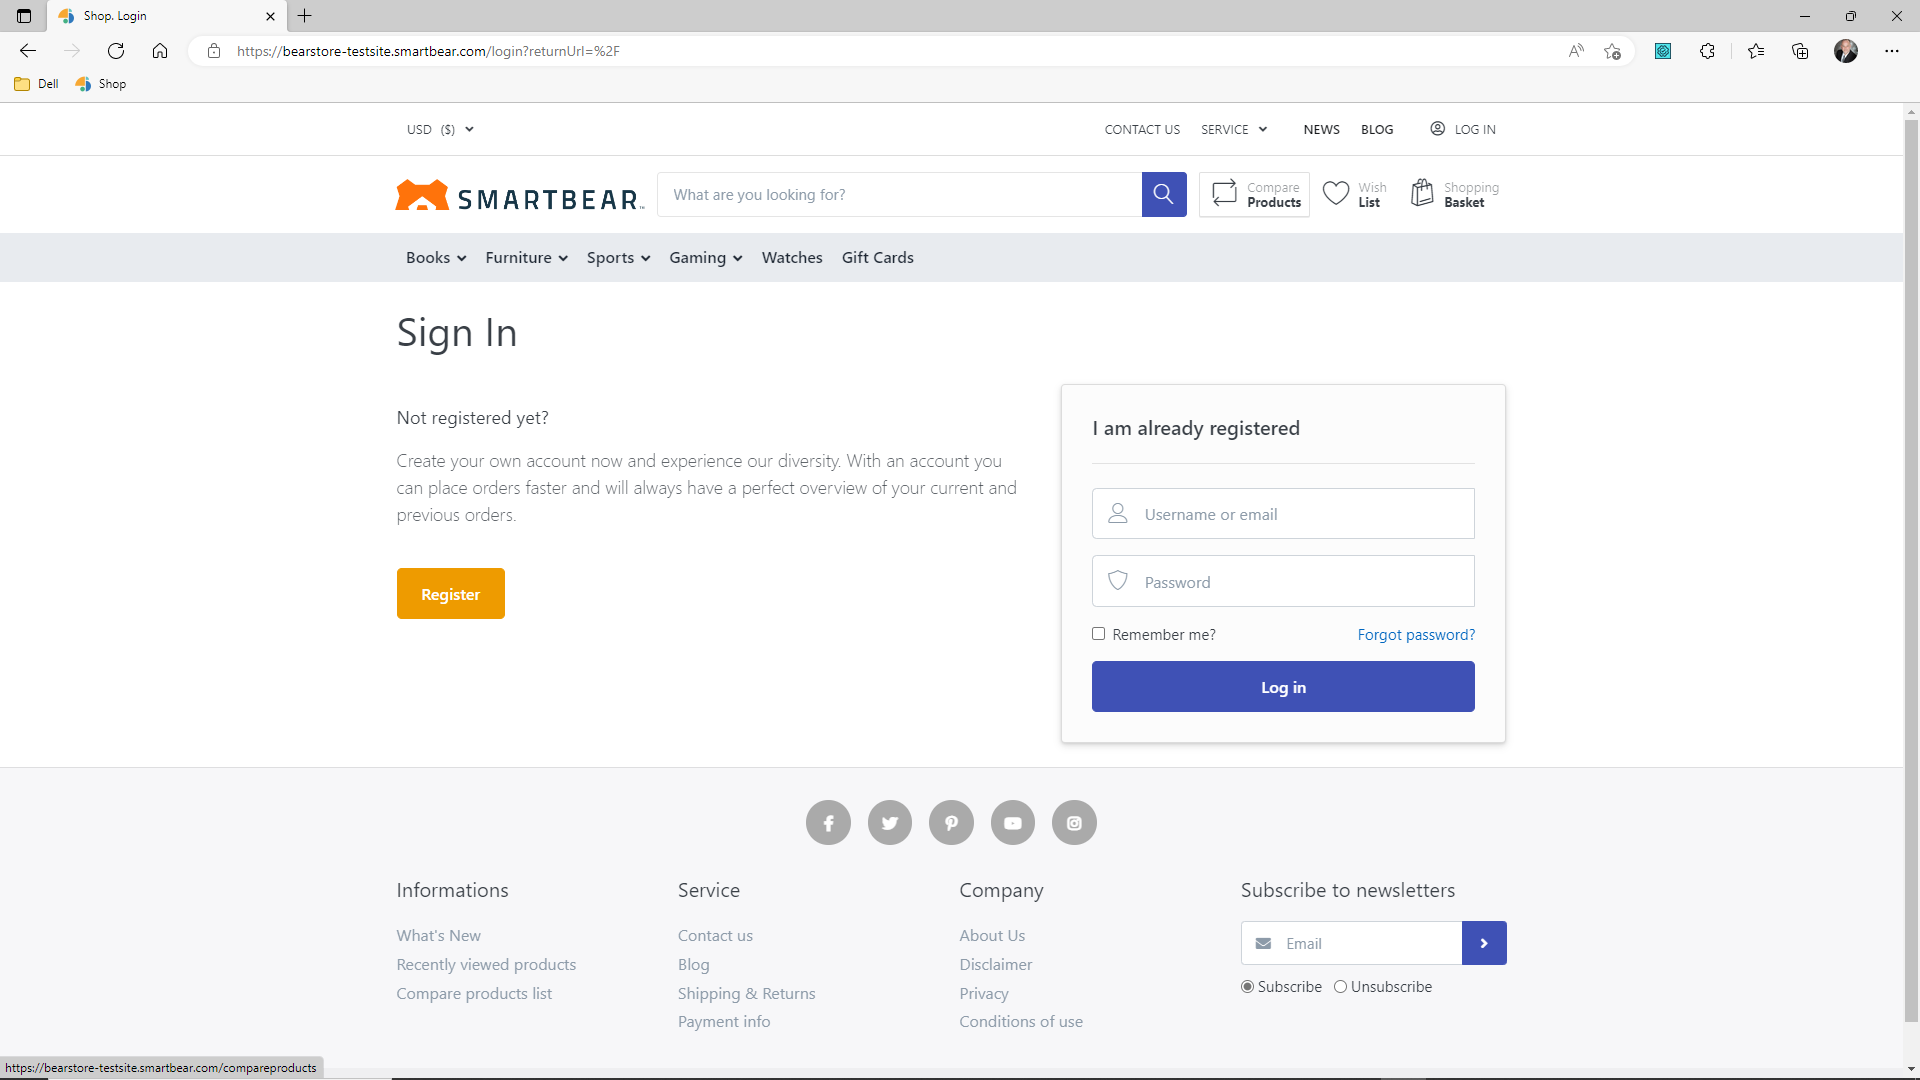 Shop. Login
https://bearstore-testsite.smartbear.com/login?returnUrl=%2F
Dell
Shop
USD ($)
CONTACT US
SERVICE
NEWS
BLOG
LOG IN
SMARTBEAR
What are you looking for?
Compare
Products
Wish
List
Shopping
Basket
Books
Furniture
Sports
Gaming
Watches
Gift Cards
Sign In
Not registered yet?
Create your own account now and experience our diversity. With an account you
can place orders faster and will always have a perfect overview of your current and
previous orders.
Register
I am already registered
Username or email
Password
Remember me?
Forgot password?
Log in
Informations
What's New
Recently viewed products
Compare products list
Service
Contact us
Blog
Shipping & Returns
Payment info
Company
About Us
Disclaimer
Privacy
Conditions of use
Subscribe to newsletters
Email
Subscribe
Unsubscribe
https://bearstore-testsite.smartbear.com/compareproducts